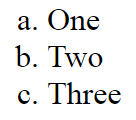 a. One
b. Two
c. Three